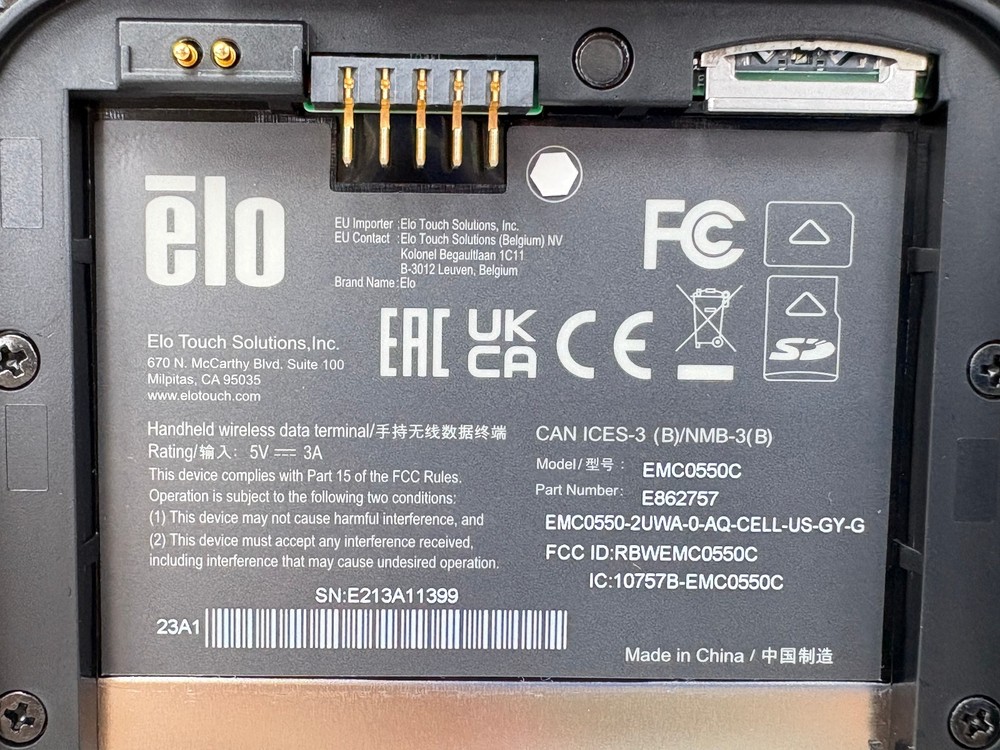 ēlo
EU Importer :Elo Touch Solutions, Inc.
EU Contact :Elo Touch Solutions (Belgium) NV
Kolonel Begaultlaan 1C11
B-3012 Leuven, Belgium
Brand Name:Elo
FC
EAC UK CA CE
SD
Elo Touch Solutions,Inc.
670 N. McCarthy Blvd. Suite 100
Milpitas, CA 95035
www.elotouch.com
Handheld wireless data terminal/手持无线数据终端
Rating/输入: 5V ⎓ 3A
This device complies with Part 15 of the FCC Rules.
Operation is subject to the following two conditions:
(1) This device may not cause harmful interference, and
(2) This device must accept any interference received,
including interference that may cause undesired operation.
CAN ICES-3 (B)/NMB-3(B)
Model/型号: EMC0550C
Part Number: E862757
EMC0550-2UWA-0-AQ-CELL-US-GY-G
FCC ID:RBWEMC0550C
IC:10757B-EMC0550C
SN:E213A11399
23A1
Made in China / 中国制造